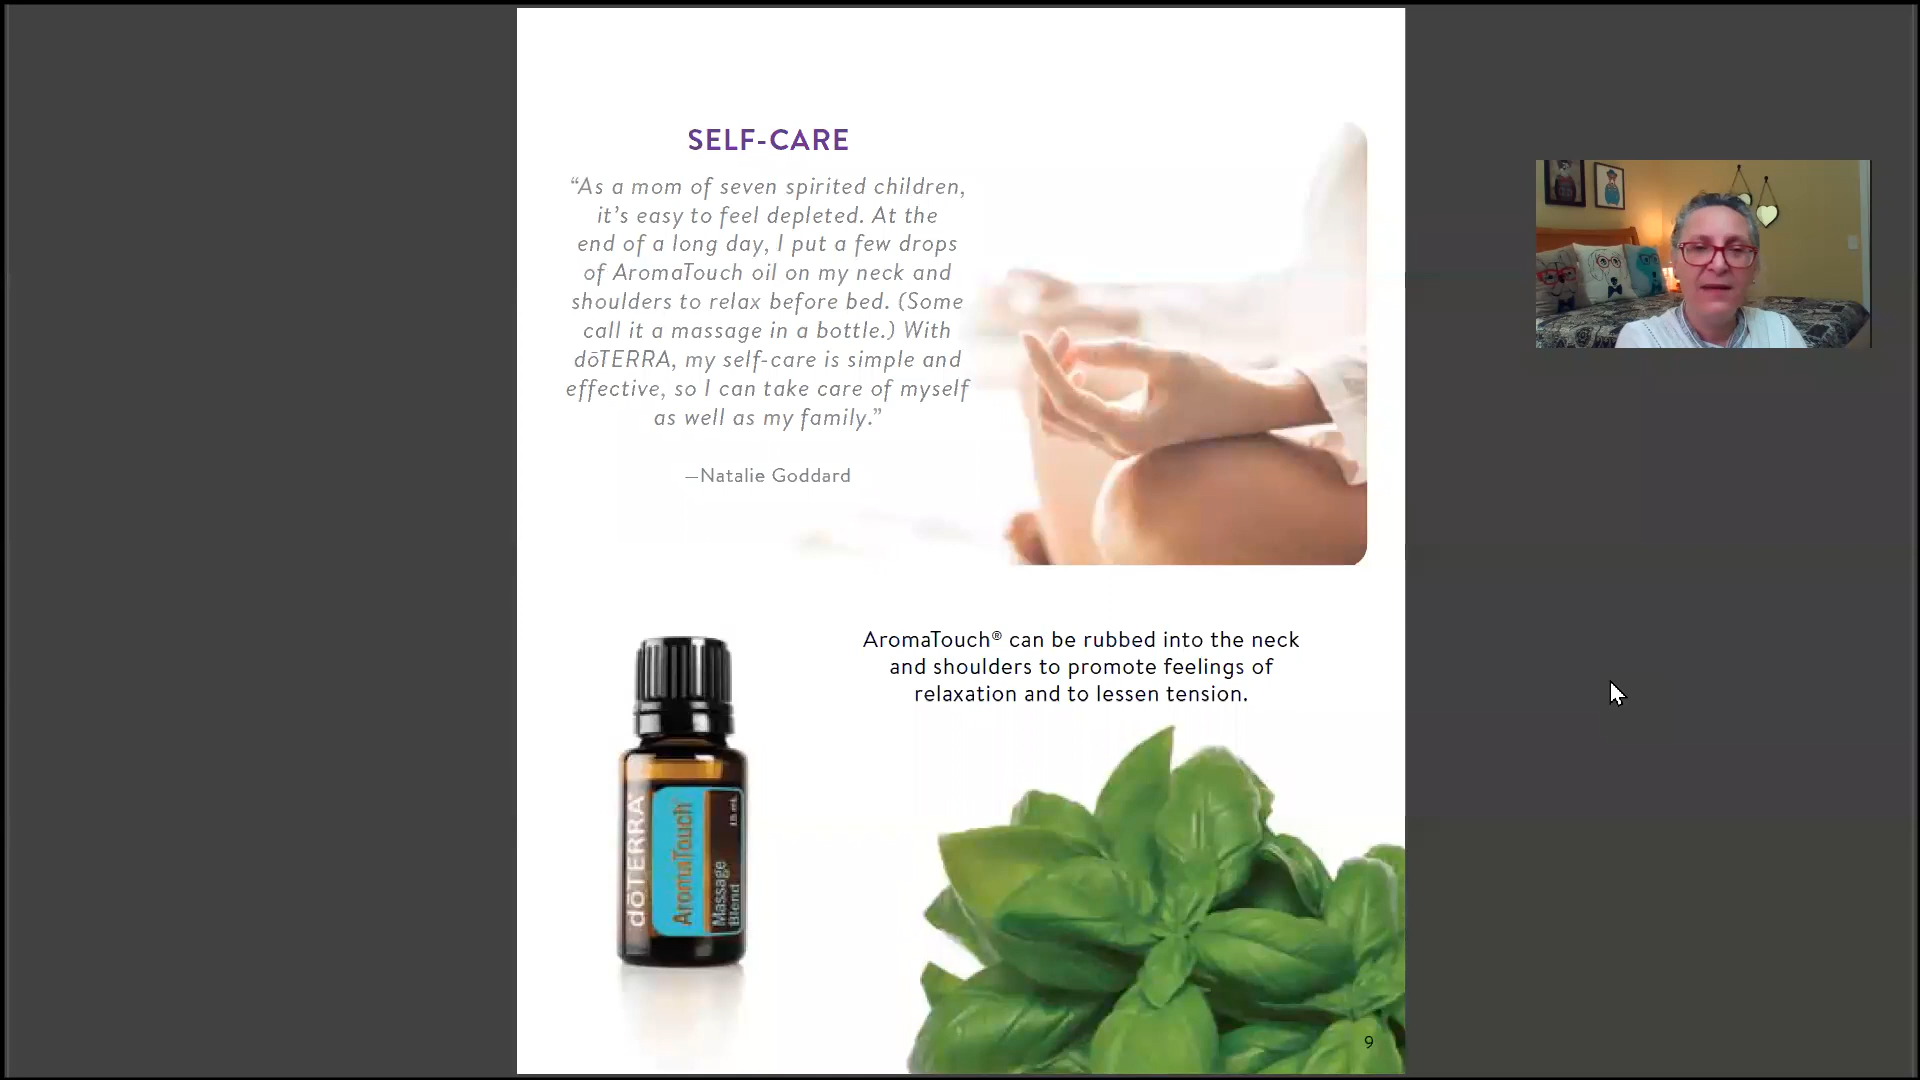 SELF-CARE
“As a mom of seven spirited children,
it’s easy to feel depleted. At the
end of a long day, I put a few drops
of AromaTouch oil on my neck and
shoulders to relax before bed. (Some
call it a massage in a bottle.) With
dōTERRA, my self-care is simple and
effective, so I can take care of myself
as well as my family.”
—Natalie Goddard
AromaTouch® can be rubbed into the neck
and shoulders to promote feelings of
relaxation and to lessen tension.
dōTERRA
AromaTouch
Massage
Blend
15 mL
9